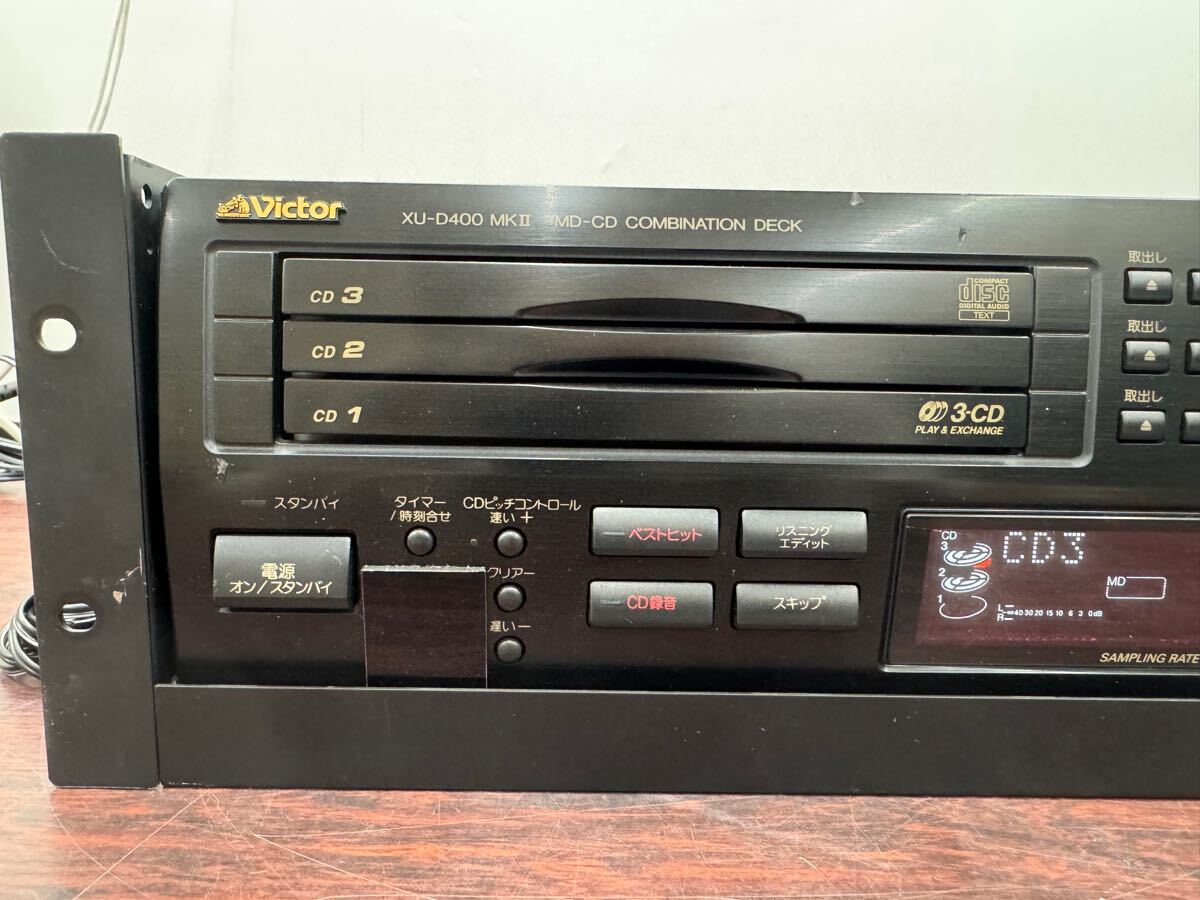 Victor
XU-D400 MKII MD-CD COMBINATION DECK
CD 3
COMPACT
disc
DIGITAL AUDIO
TEXT
CD 2
CD 1
3-CD
PLAY & EXCHANGE
取出し
取出し
取出し
スタンバイ
電源
オン/スタンバイ
タイマー
/時刻合せ
CDピッチコントロール
速い +
クリアー
遅い −
ベストヒット
リスニング
エディット
CD録音
スキップ
CD
3
2
1
CD3
MD
L
R
-∞ 40 30 20 15 10 6 3 0dB
SAMPLING RATE